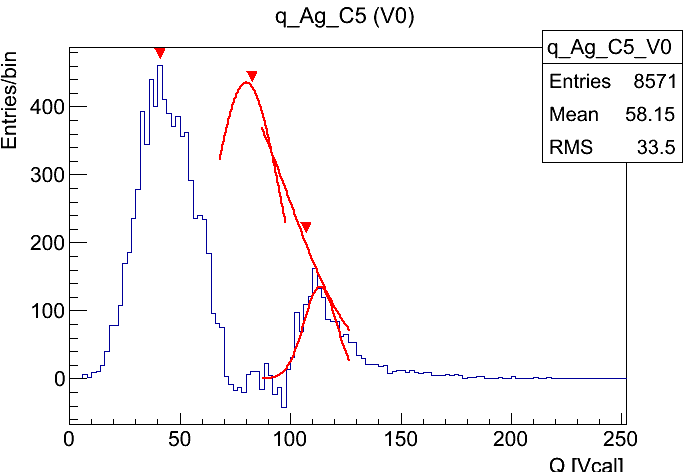 q_Ag_C5 (V0)
q_Ag_C5_V0
Entries 8571
Mean 58.15
RMS 33.5
Entries/bin
400
300
200
100
0
0 50 100 150 200 250
Q [Vcal]